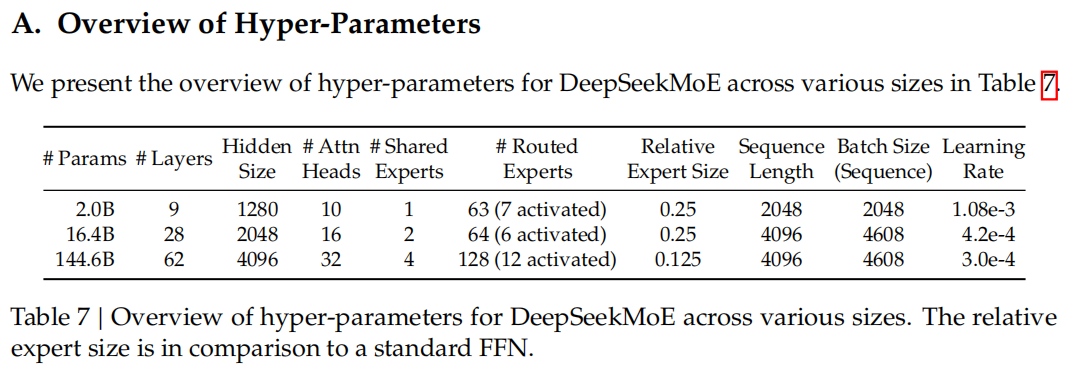 A. Overview of Hyper-Parameters
We present the overview of hyper-parameters for DeepSeekMoE across various sizes in Table 7.
# Params # Layers Hidden Size # Attn Heads # Shared Experts # Routed Experts Relative Expert Size Sequence Length Batch Size (Sequence) Learning Rate
2.0B 9 1280 10 1 63 (7 activated) 0.25 2048 2048 1.08e-3
16.4B 28 2048 16 2 64 (6 activated) 0.25 4096 4608 4.2e-4
144.6B 62 4096 32 4 128 (12 activated) 0.125 4096 4608 3.0e-4
Table 7 | Overview of hyper-parameters for DeepSeekMoE across various sizes. The relative
expert size is in comparison to a standard FFN.